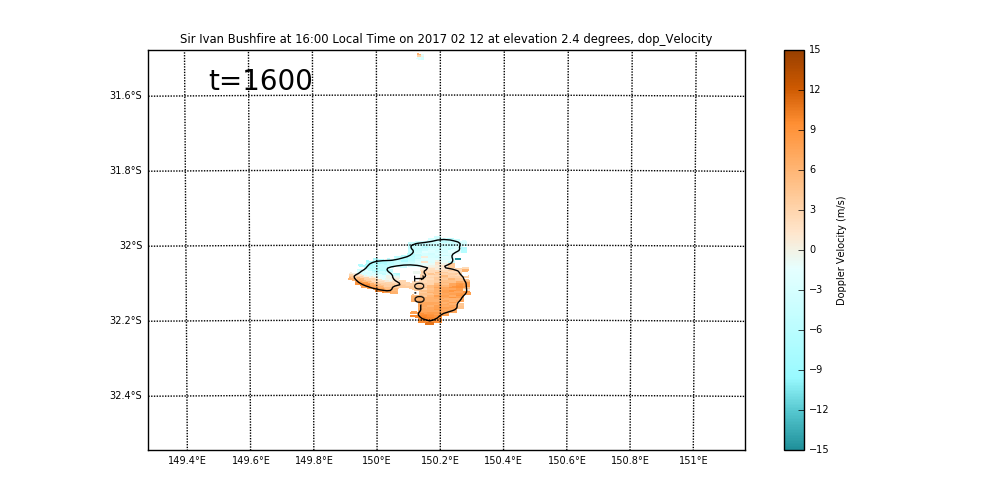 Sir Ivan Bushfire at 16:00 Local Time on 2017 02 12 at elevation 2.4 degrees, dop_Velocity
t=1600
31.6°S
31.8°S
32°S
32.2°S
32.4°S
10.0
149.4°E 149.6°E 149.8°E 150°E 150.2°E 150.4°E 150.6°E 150.8°E 151°E
15
12
9
6
3
0
−3
−6
−9
−12
−15
Doppler Velocity (m/s)